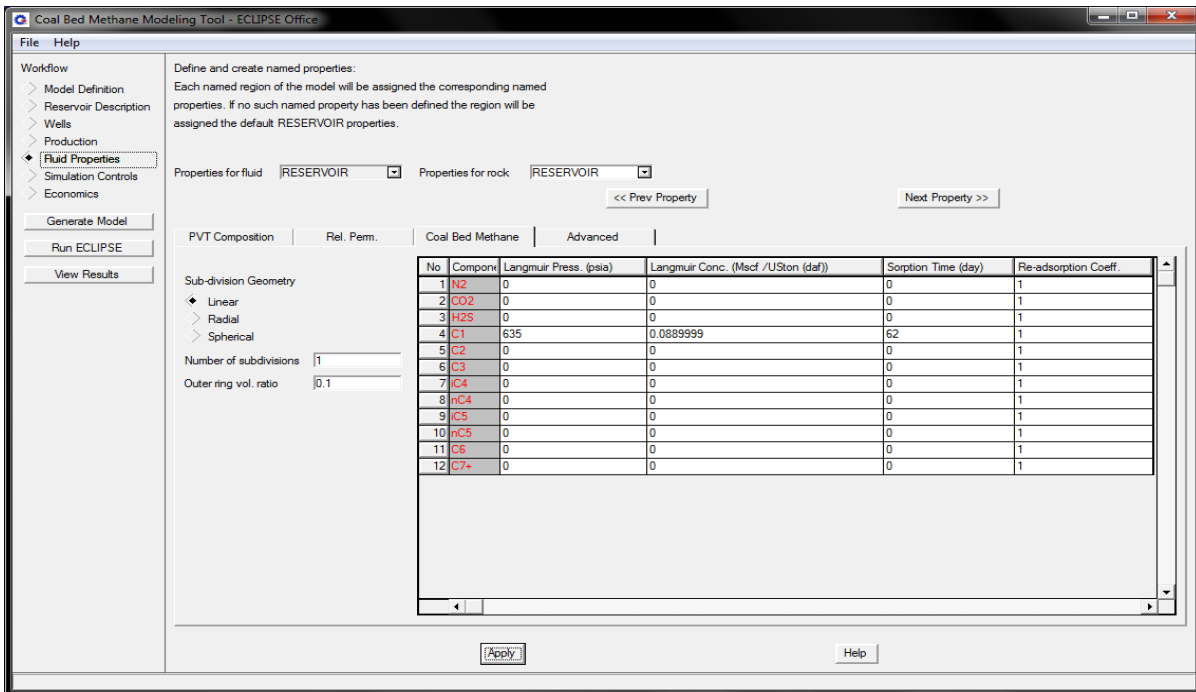 Coal Bed Methane Modeling Tool - ECLIPSE Office
File Help
Workflow
Model Definition
Reservoir Description
Wells
Production
Fluid Properties
Simulation Controls
Economics
Generate Model
Run ECLIPSE
View Results
Define and create named properties:
Each named region of the model will be assigned the corresponding named
properties. If no such named property has been defined the region will be
assigned the default RESERVOIR properties.
Properties for fluid RESERVOIR Properties for rock RESERVOIR
<< Prev Property Next Property >>
PVT Composition Rel. Perm. Coal Bed Methane Advanced
Sub-division Geometry
Linear
Radial
Spherical
Number of subdivisions 1
Outer ring vol. ratio 0.1
No Compone Langmuir Press. (psia) Langmuir Conc. (Mscf /USton (daf)) Sorption Time (day) Re-adsorption Coeff.
1 N2 0 0 0 1
2 CO2 0 0 0 1
3 H2S 0 0 0 1
4 C1 635 0.0889999 62 1
5 C2 0 0 0 1
6 C3 0 0 0 1
7 iC4 0 0 0 1
8 nC4 0 0 0 1
9 iC5 0 0 0 1
10 nC5 0 0 0 1
11 C6 0 0 0 1
12 C7+ 0 0 0 1
Apply Help